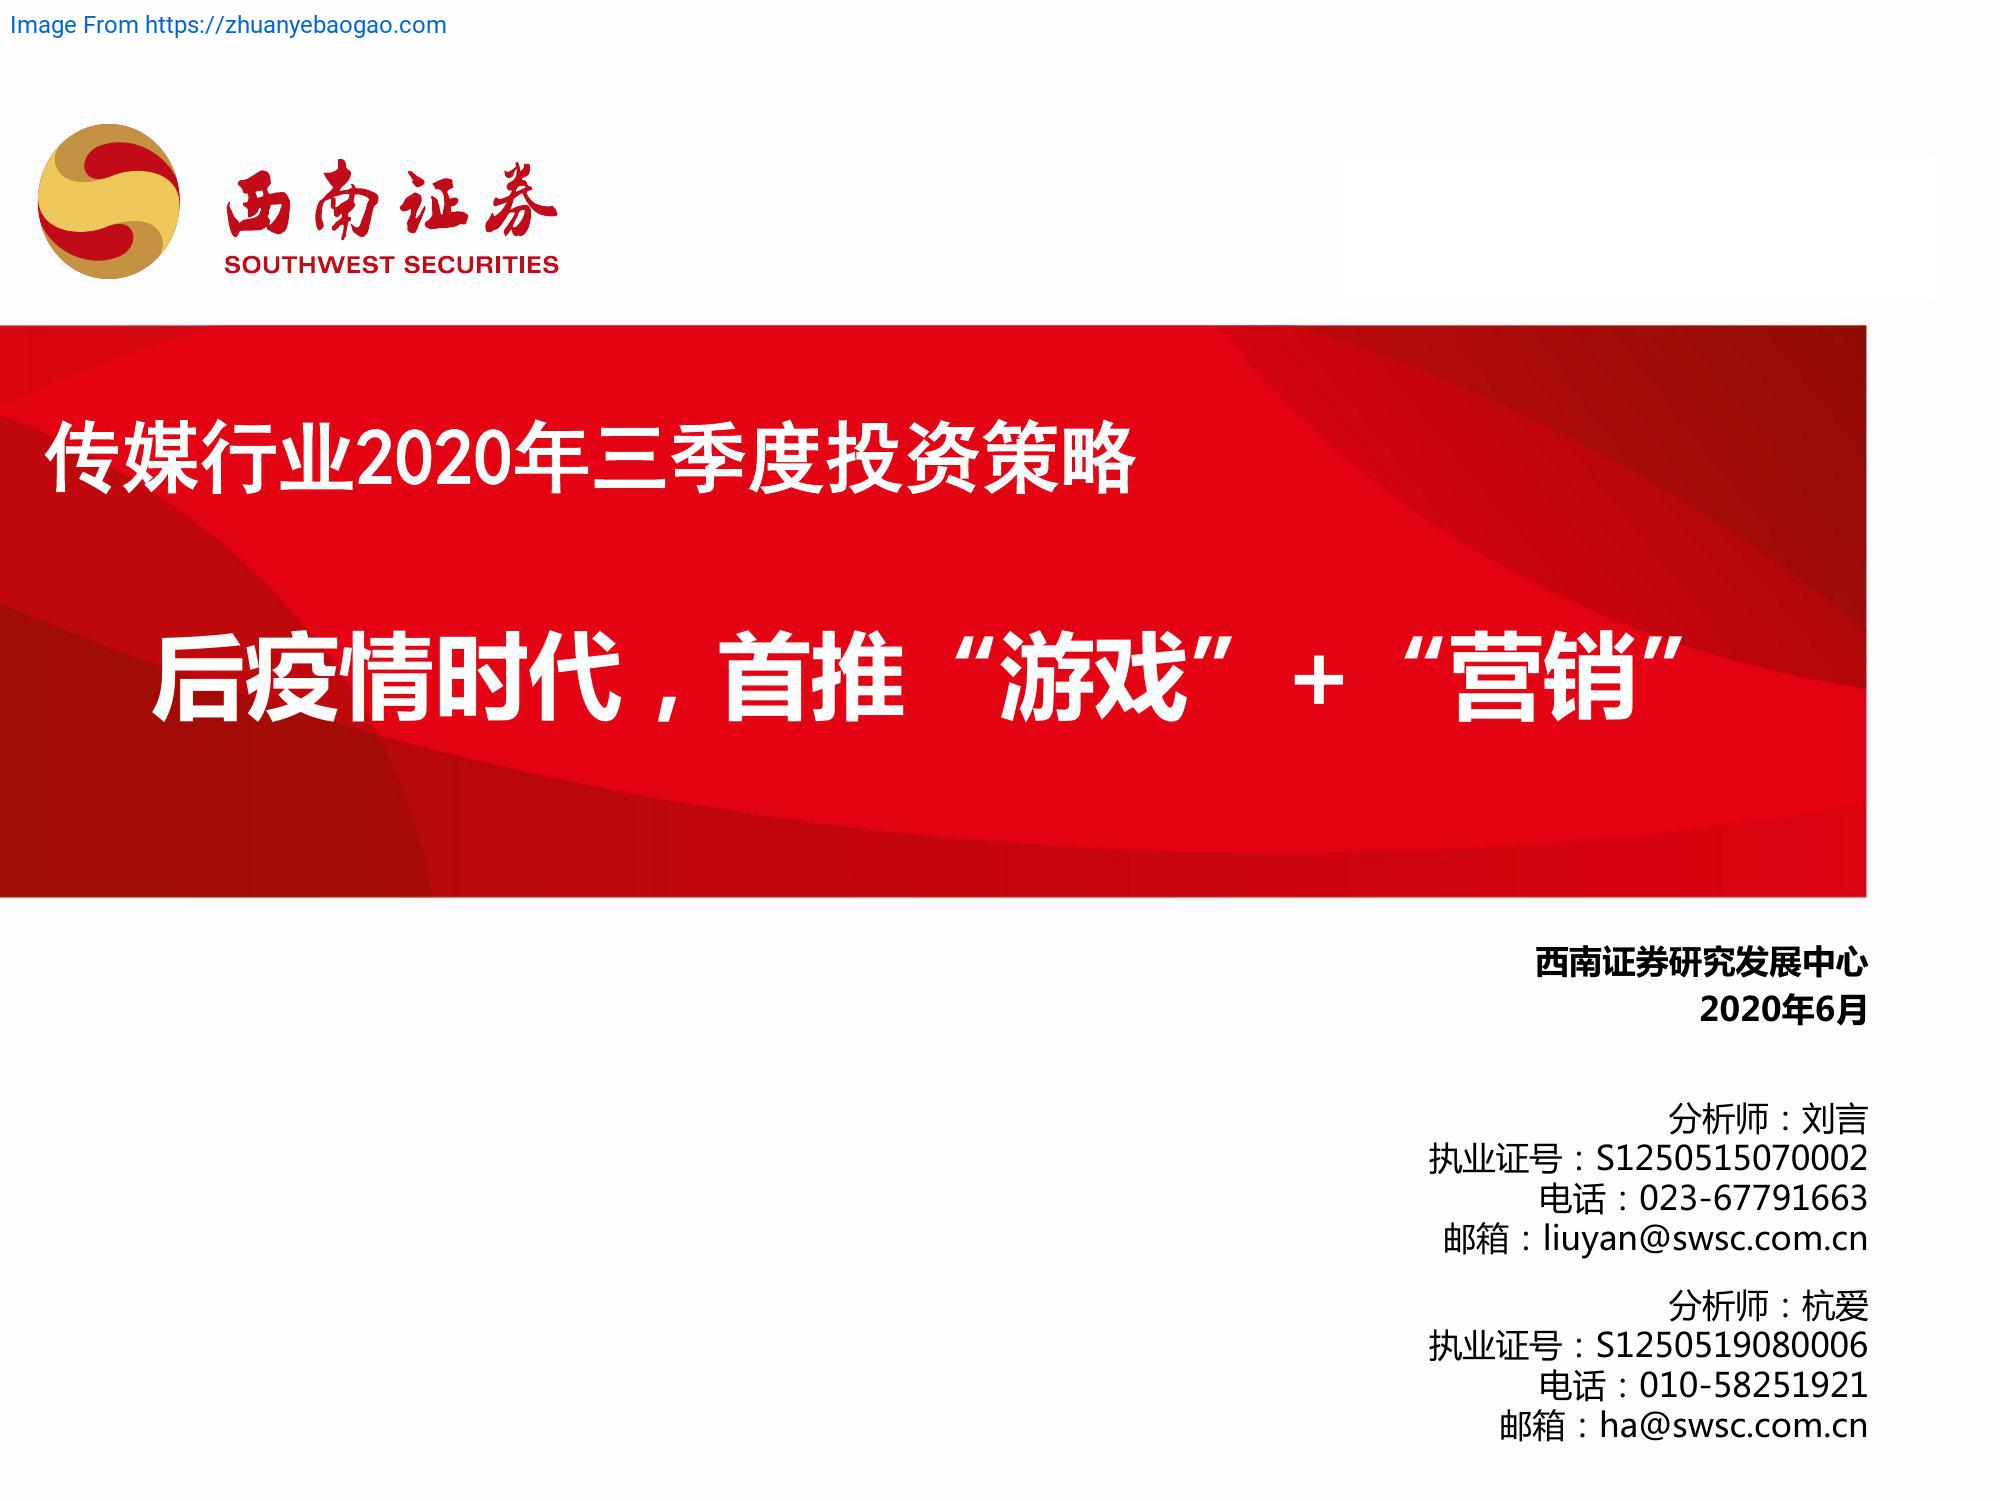 Image From https://zhuanyebaogao.com
西南证券
SOUTHWEST SECURITIES
传媒行业2020年三季度投资策略
后疫情时代，首推“游戏”+“营销”
西南证券研究发展中心
2020年6月
分析师：刘言
执业证号：S1250515070002
电话：023-67791663
邮箱：liuyan@swsc.com.cn
分析师：杭爱
执业证号：S1250519080006
电话：010-58251921
邮箱：ha@swsc.com.cn